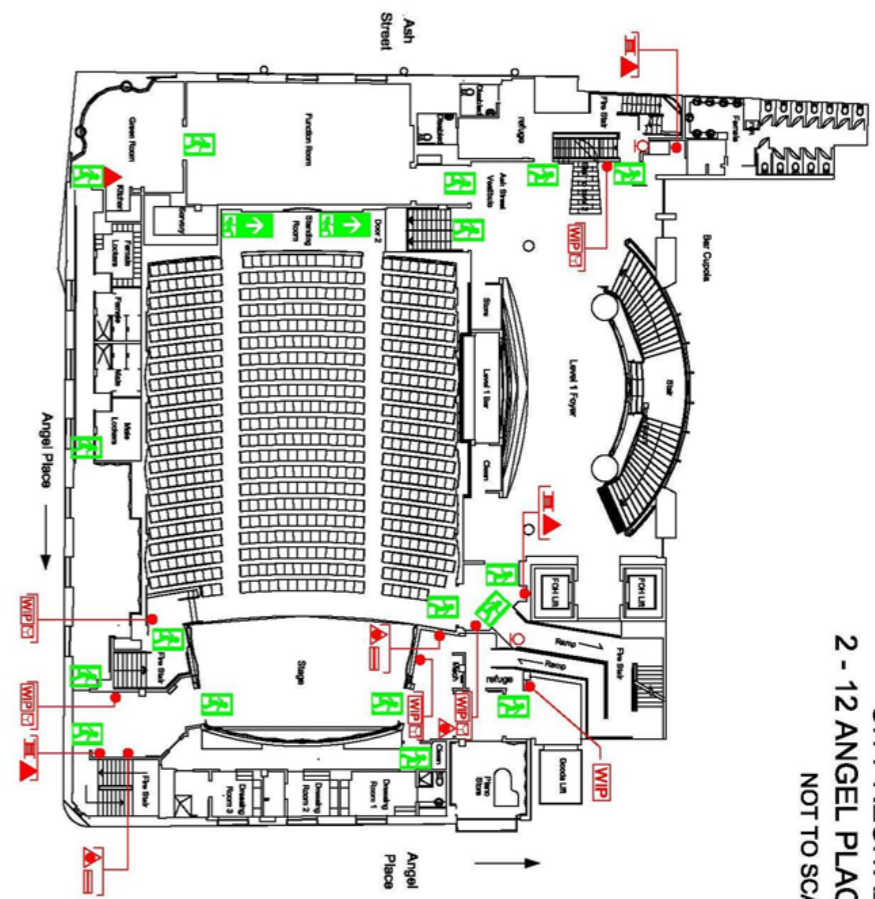 2 - 12 ANGEL PLAC
NOT TO SCA
Ash
Street
Green Room
Function Room
Disabled
Disabled
refuge
Fire Stair
Female
Kitchen
Servery
Standing
Room
Door 2
Ash Street
Vestibule
WIP
Bar Cupola
Female
Lockers
Female
Male
Male
Lockers
Store
Level 1 Bar
Clean
Level 1 Foyer
Stair
Angel Place
FOH Lift
FOH Lift
WIP
Fire Stair
Stage
Ramp
Ramp
Fire Stair
refuge
WIP
WIP
WIP
WIP
Fire Stair
Dressing
Room 3
Dressing
Room 2
Dressing
Room 1
Clean
Piano
Store
Goods Lift
Angel
Place